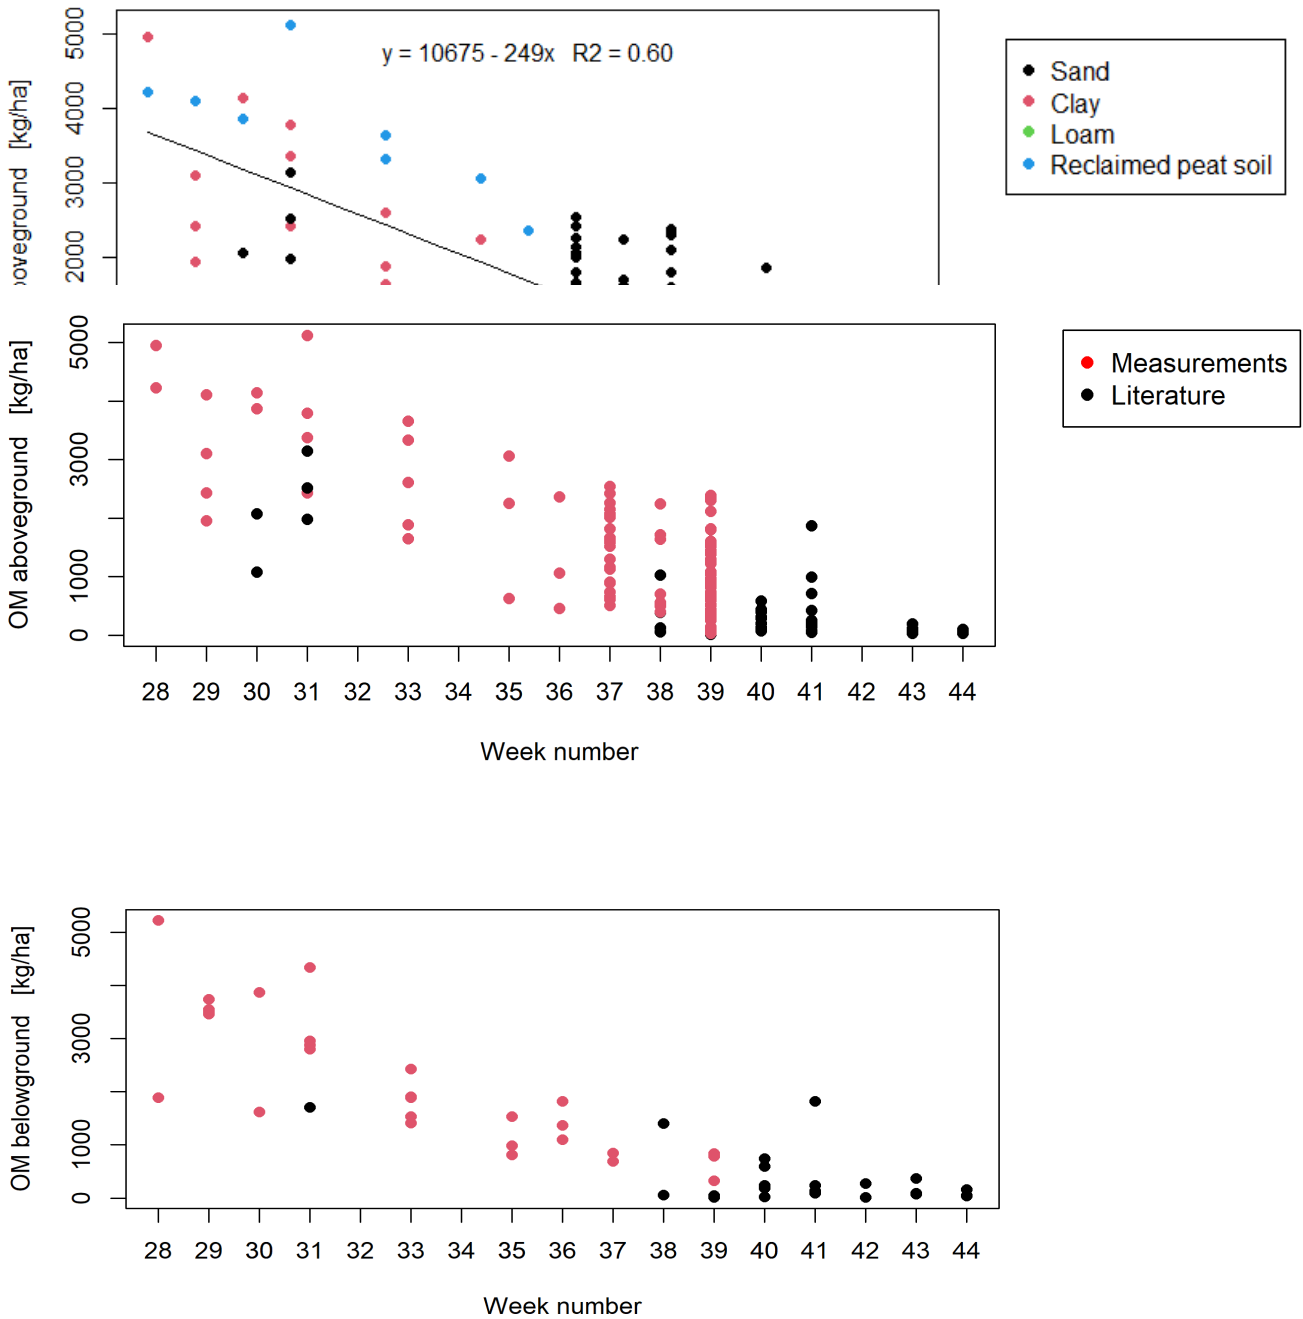 y = 10675 - 249x R2 = 0.60
5000
4000
3000
2000
[kg/ha]
Sand
Clay
Loam
Reclaimed peat soil
OM aboveground [kg/ha]
5000
3000
1000
0
28 29 30 31 32 33 34 35 36 37 38 39 40 41 42 43 44
Week number
Measurements
Literature
OM belowground [kg/ha]
5000
3000
1000
0
28 29 30 31 32 33 34 35 36 37 38 39 40 41 42 43 44
Week number